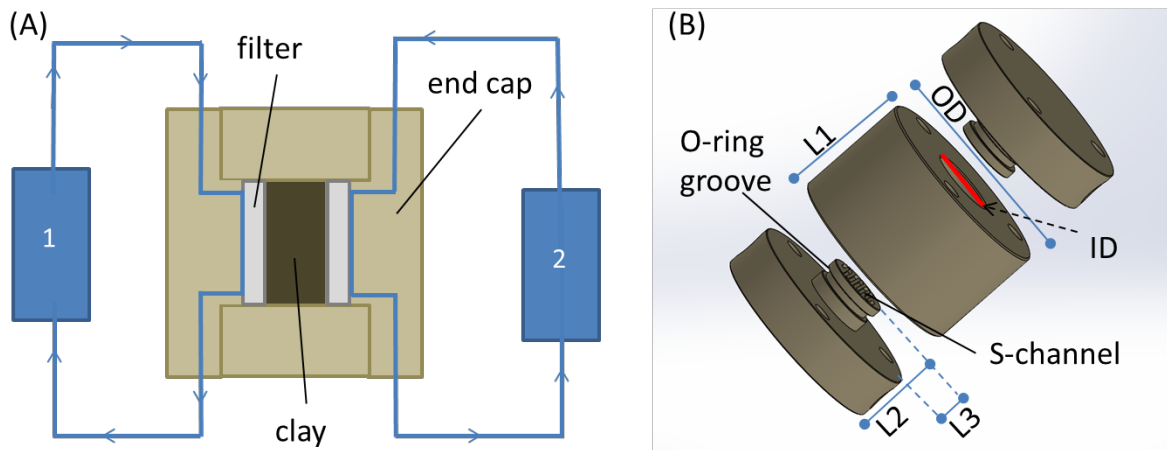 (A)
filter
end cap
1
2
clay
(B)
OD
L1
O-ring
groove
ID
S-channel
L2
L3